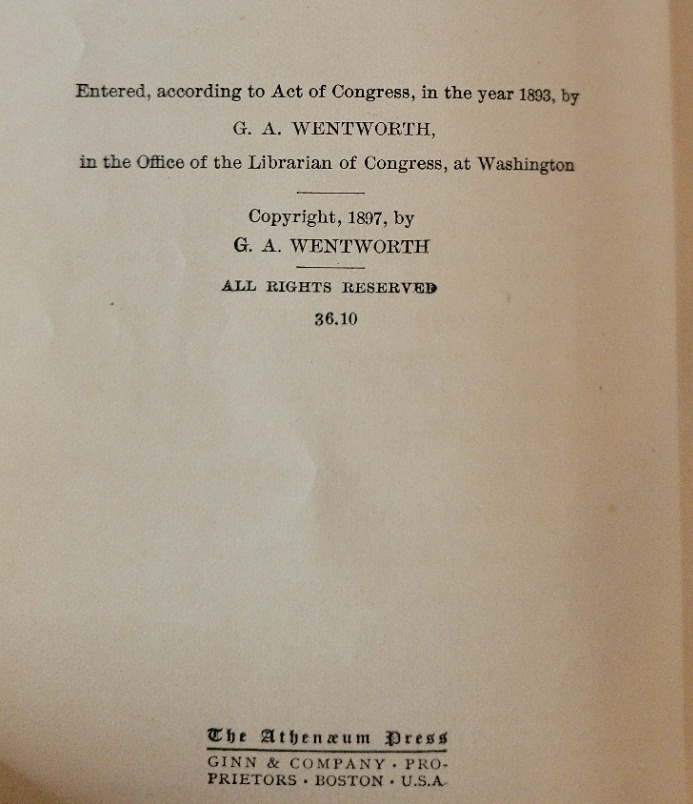 Entered, according to Act of Congress, in the year 1893, by
G. A. WENTWORTH,
in the Office of the Librarian of Congress, at Washington
Copyright, 1897, by
G. A. WENTWORTH
ALL RIGHTS RESERVED
36.10
The Athenæum Press
GINN & COMPANY · PRO-
PRIETORS · BOSTON · U.S.A.